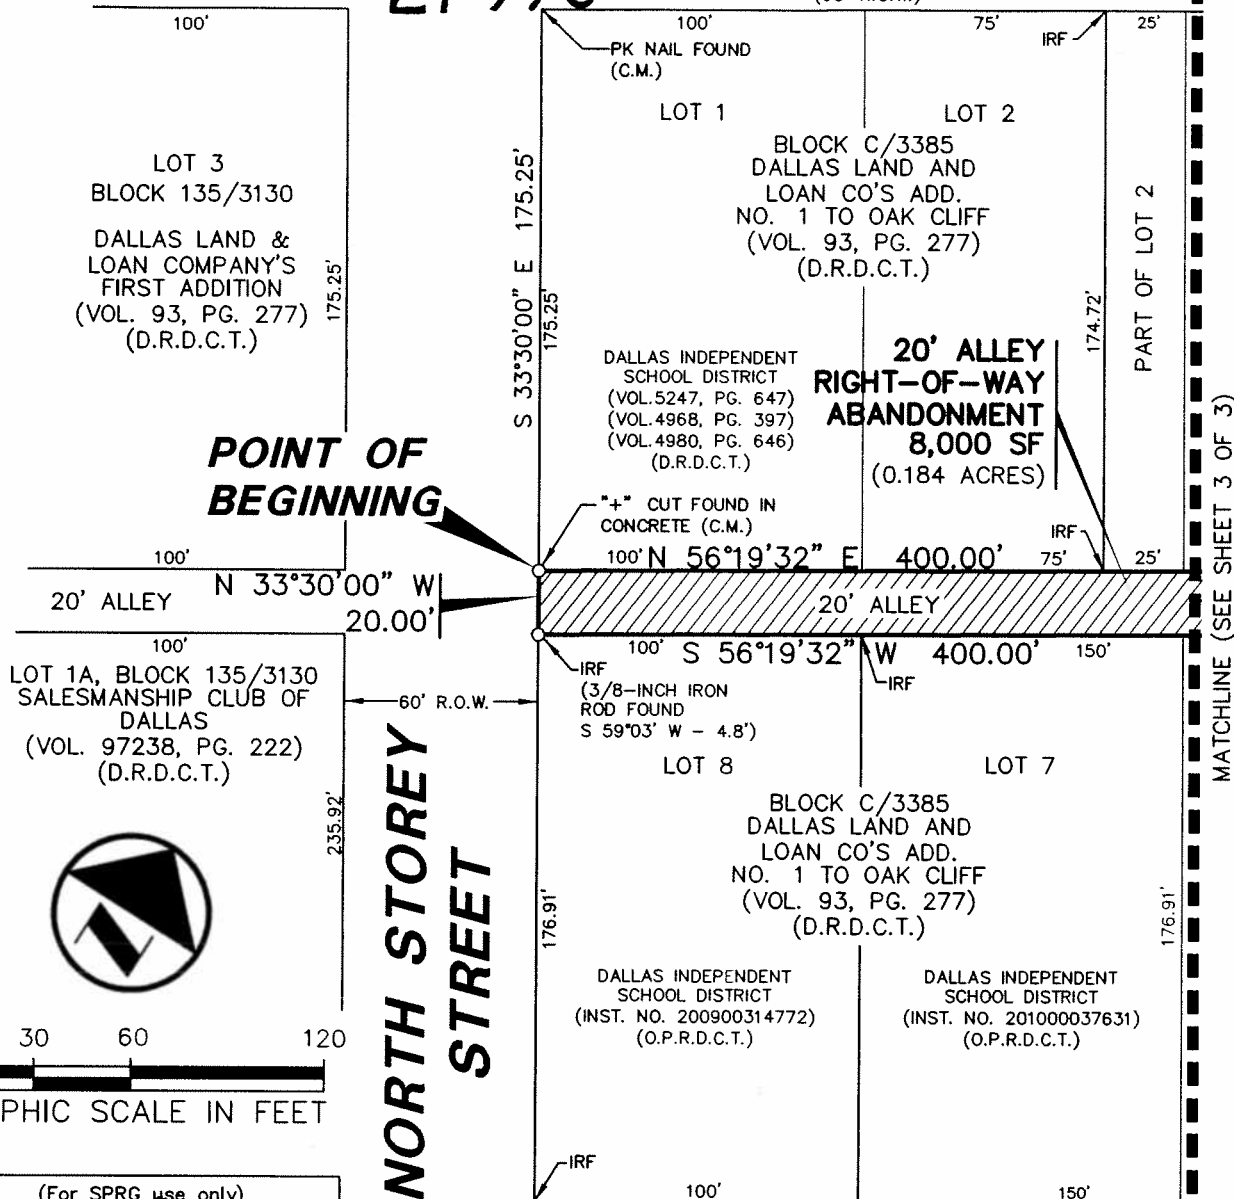 100'
100'
75'
IRF
25'
PK NAIL FOUND
(C.M.)
LOT 3
BLOCK 135/3130
DALLAS LAND &
LOAN COMPANY'S
FIRST ADDITION
(VOL. 93, PG. 277)
(D.R.D.C.T.)
175.25'
S 33°30'00" E 175.25'
175.25'
LOT 1
LOT 2
BLOCK C/3385
DALLAS LAND AND
LOAN CO'S ADD.
NO. 1 TO OAK CLIFF
(VOL. 93, PG. 277)
(D.R.D.C.T.)
174.72'
PART OF LOT 2
DALLAS INDEPENDENT
SCHOOL DISTRICT
(VOL.5247, PG. 647)
(VOL.4968, PG. 397)
(VOL.4980, PG. 646)
(D.R.D.C.T.)
20' ALLEY
RIGHT-OF-WAY
ABANDONMENT
8,000 SF
(0.184 ACRES)
MATCHLINE (SEE SHEET 3 OF 3)
POINT OF
BEGINNING
"+" CUT FOUND IN
CONCRETE (C.M.)
IRF
100'
100'
N 56°19'32" E 400.00'
75'
25'
20' ALLEY
N 33°30'00" W
20.00'
20' ALLEY
100'
100'
S 56°19'32" W 400.00'
150'
LOT 1A, BLOCK 135/3130
SALESMANSHIP CLUB OF
DALLAS
(VOL. 97238, PG. 222)
(D.R.D.C.T.)
60' R.O.W.
IRF
(3/8-INCH IRON
ROD FOUND
S 59°03' W - 4.8')
IRF
235.92'
NORTH STOREY
STREET
LOT 8
LOT 7
BLOCK C/3385
DALLAS LAND AND
LOAN CO'S ADD.
NO. 1 TO OAK CLIFF
(VOL. 93, PG. 277)
(D.R.D.C.T.)
176.91'
176.91'
DALLAS INDEPENDENT
SCHOOL DISTRICT
(INST. NO. 200900314772)
(O.P.R.D.C.T.)
DALLAS INDEPENDENT
SCHOOL DISTRICT
(INST. NO. 201000037631)
(O.P.R.D.C.T.)
30 60 120
PHIC SCALE IN FEET
IRF
(For SPRG use only)
100'
150'